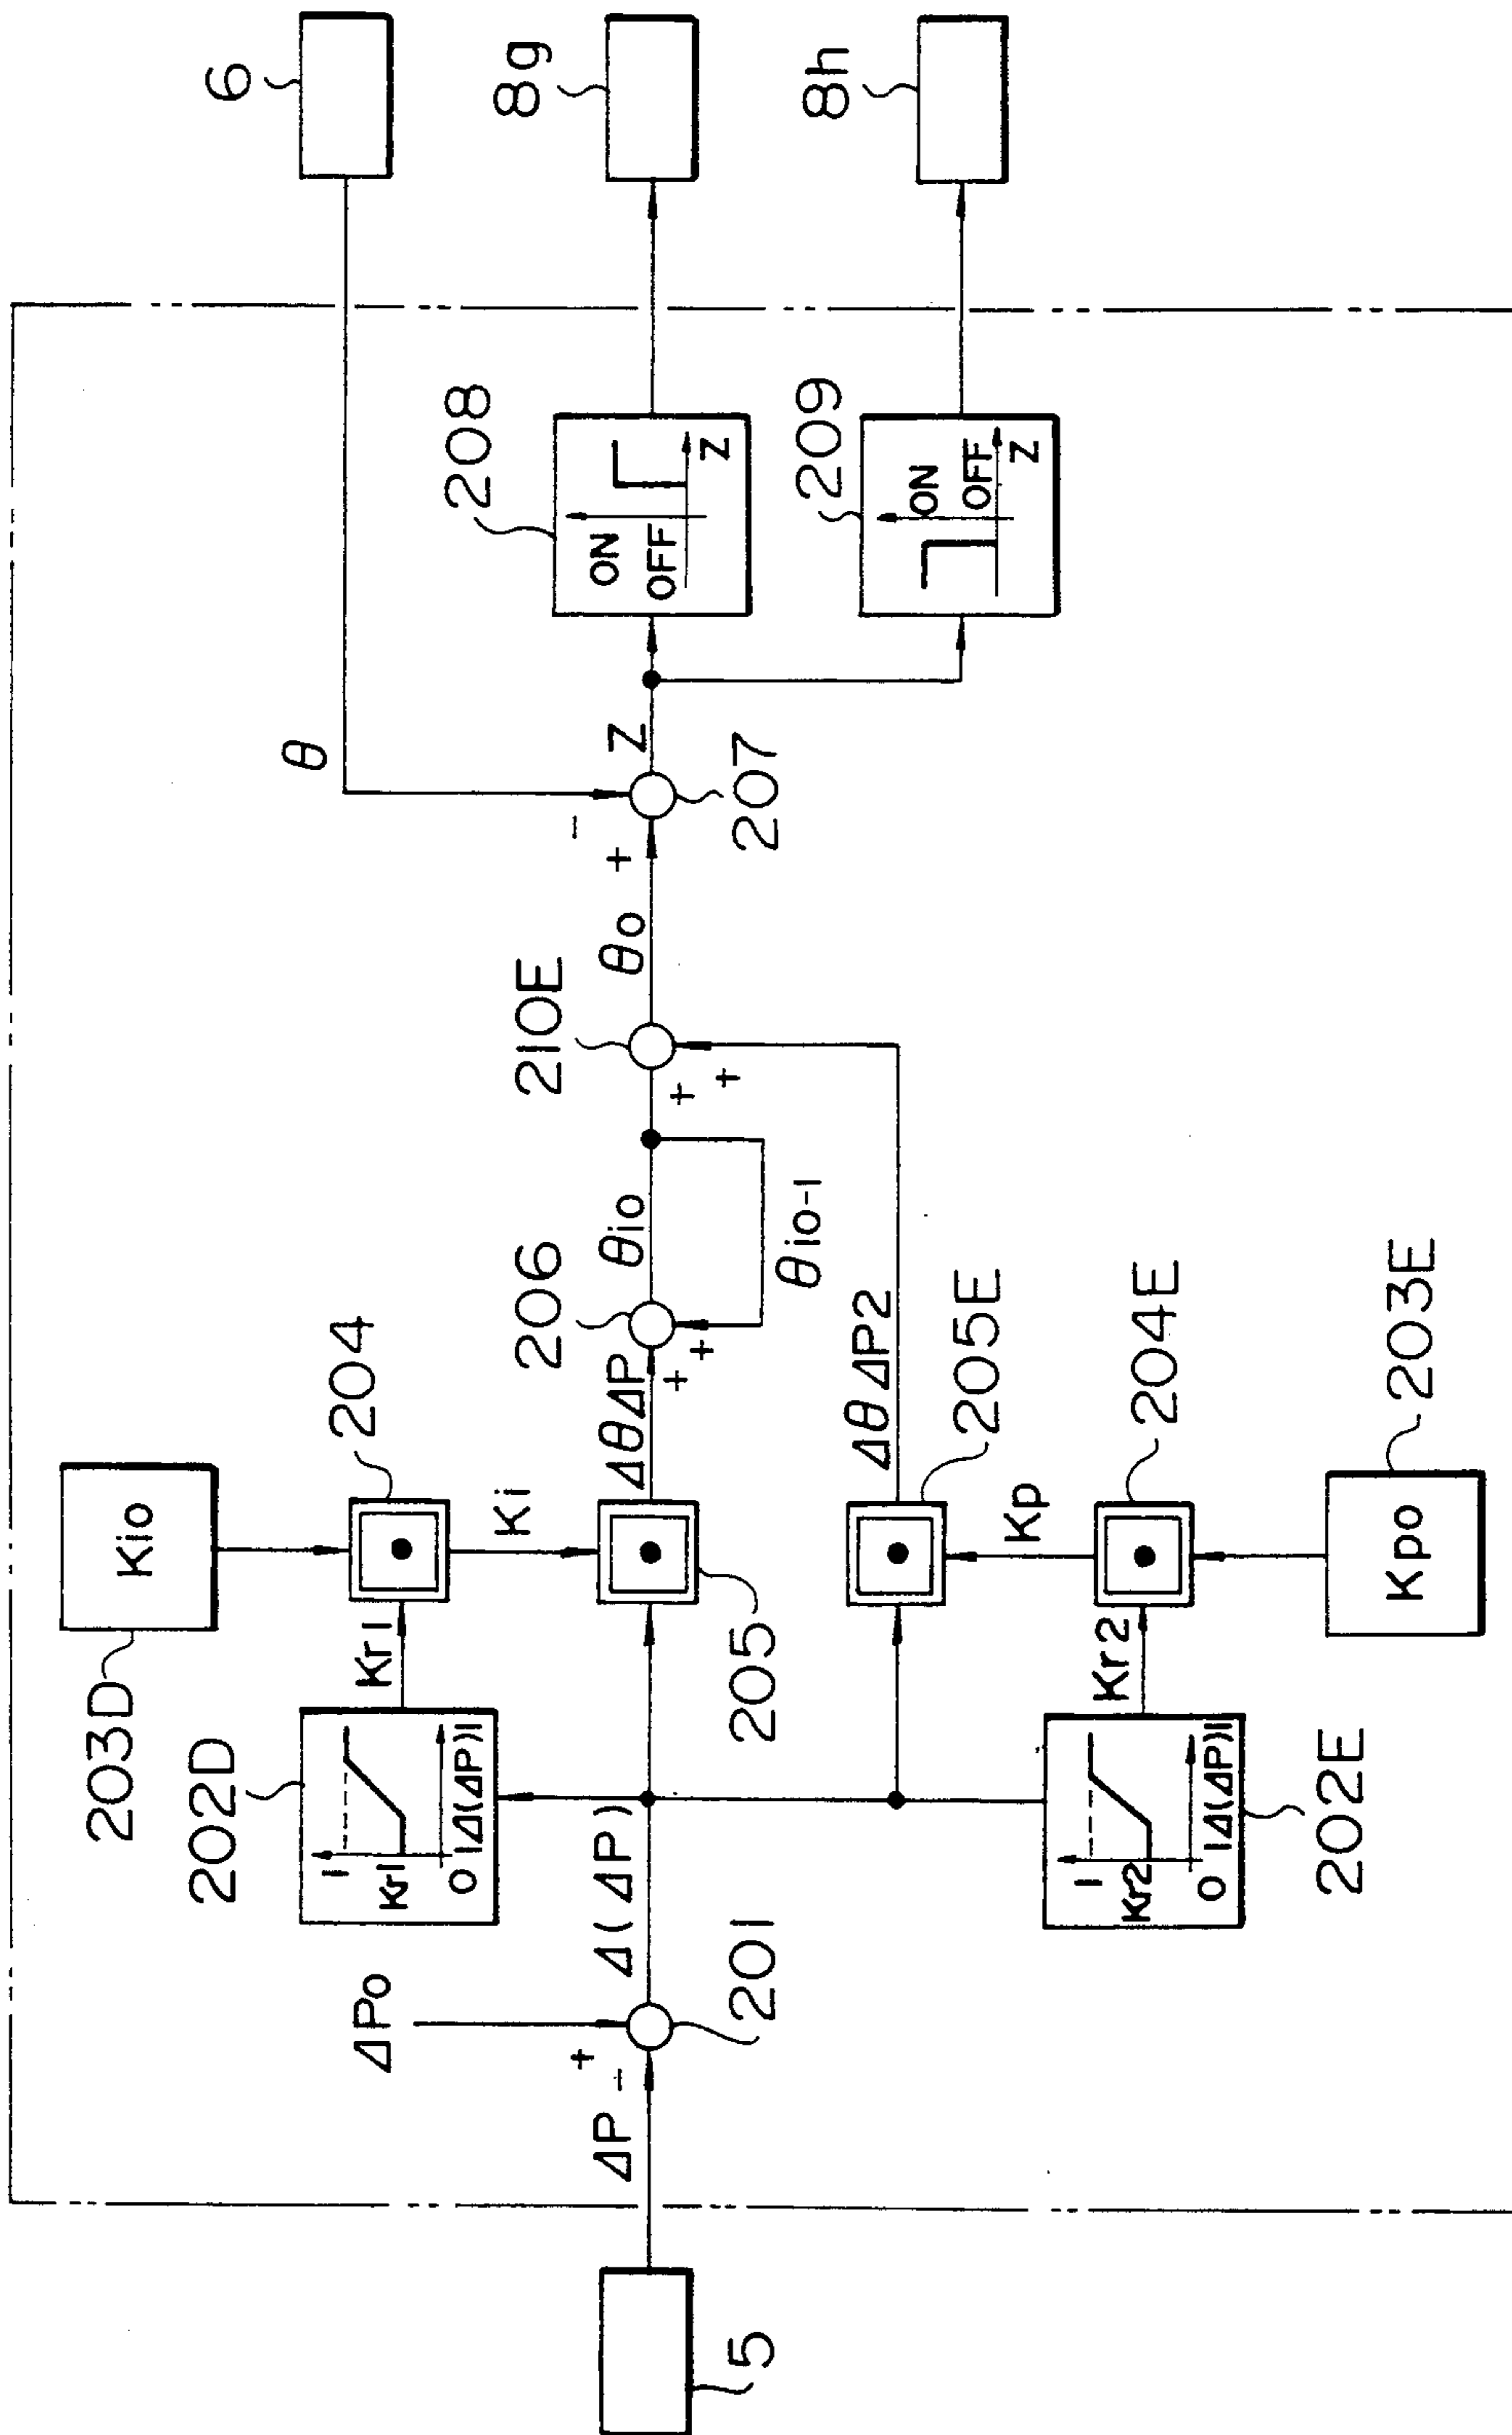 6
8g
8h
θ
208
ON
OFF
Z
209
ON
OFF
Z
Z
-
+
207
θo
210E
+
+
θio
θio-1
206
ΔθΔP
+
+
ΔθΔP2
204
205E
204E
203E
Kio
Ki
Kp
Kpo
203D
Kr1
205
Kr2
202D
1
Kr1
0
|Δ(ΔP)|
1
Kr2
0
|Δ(ΔP)|
202E
Δ(ΔP)
201
ΔPo
+
-
ΔP
5